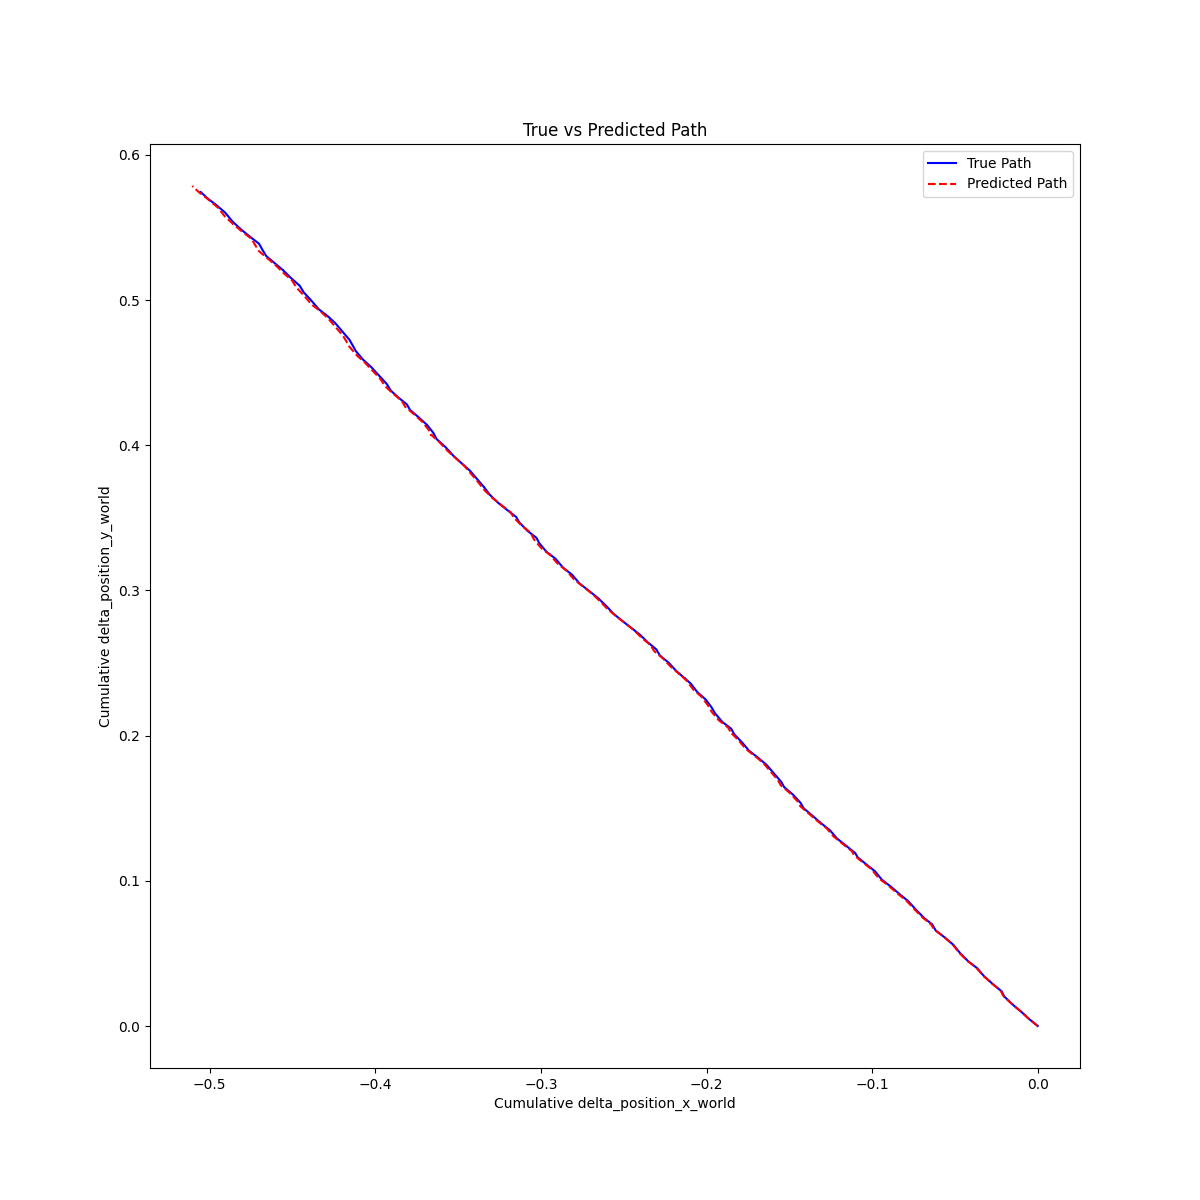 True vs Predicted Path
True Path
Predicted Path
0.6
0.5
0.4
0.3
0.2
0.1
0.0
Cumulative delta_position_y_world
−0.5 −0.4 −0.3 −0.2 −0.1 0.0
Cumulative delta_position_x_world